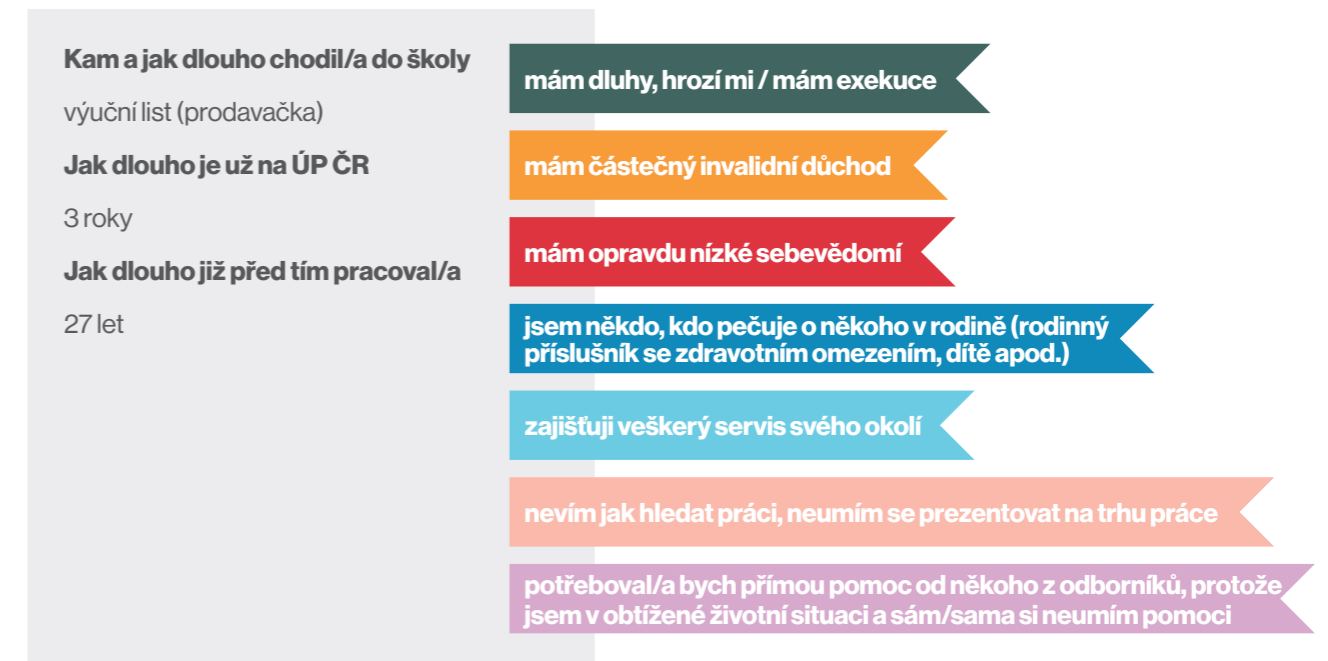 Kam a jak dlouho chodil/a do školy
výuční list (prodavačka)
Jak dlouho je už na ÚP ČR
3 roky
Jak dlouho již před tím pracoval/a
27 let
mám dluhy, hrozí mi / mám exekuce
mám částečný invalidní důchod
mám opravdu nízké sebevědomí
jsem někdo, kdo pečuje o někoho v rodině (rodinný
příslušník se zdravotním omezením, dítě apod.)
zajišťuji veškerý servis svého okolí
nevím jak hledat práci, neumím se prezentovat na trhu práce
potřeboval/a bych přímou pomoc od někoho z odborníků, protože
jsem v obtížené životní situaci a sám/sama si neumím pomoci